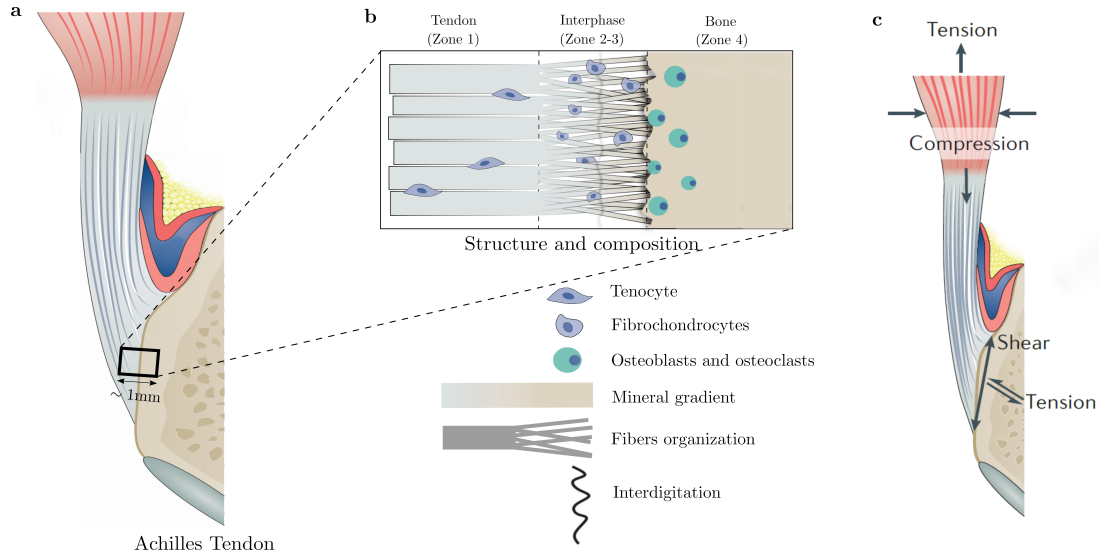 a
~ 1mm
Achilles Tendon
b
Tendon
(Zone 1)
Interphase
(Zone 2-3)
Bone
(Zone 4)
Structure and composition
Tenocyte
Fibrochondrocytes
Osteoblasts and osteoclasts
Mineral gradient
Fibers organization
Interdigitation
c
Tension
Compression
Shear
Tension